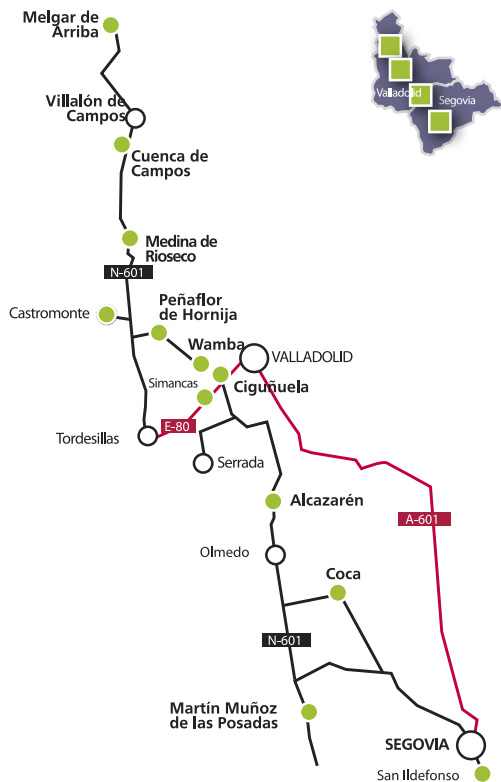 Melgar de
Arriba
Valladolid
Segovia
Villalón de
Campos
Cuenca de
Campos
Medina de
Rioseco
N-601
Castromonte
Peñaflor
de Hornija
Wamba
VALLADOLID
Simancas
Ciguñuela
E-80
Tordesillas
Serrada
Alcazarén
A-601
Olmedo
Coca
N-601
Martín Muñoz
de las Posadas
SEGOVIA
San Ildefonso